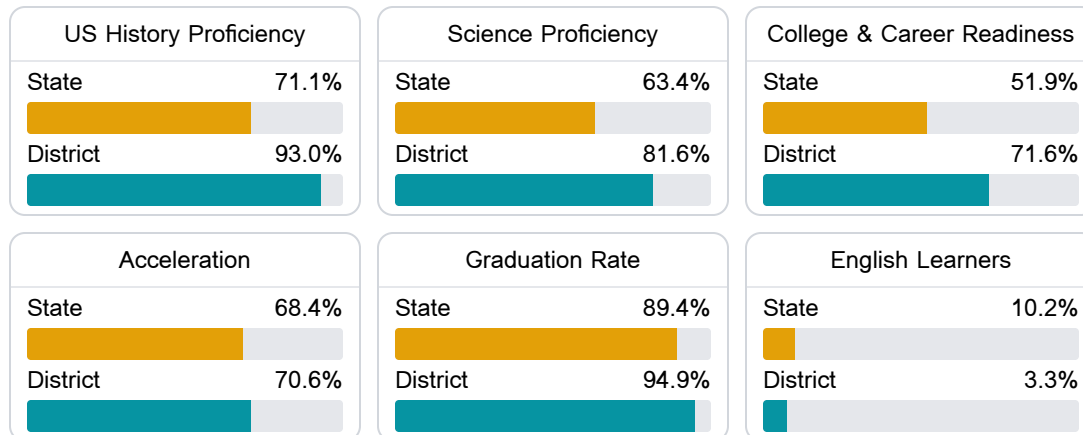 US History Proficiency
State 71.1%
District 93.0%
Science Proficiency
State 63.4%
District 81.6%
College & Career Readiness
State 51.9%
District 71.6%
Acceleration
State 68.4%
District 70.6%
Graduation Rate
State 89.4%
District 94.9%
English Learners
State 10.2%
District 3.3%